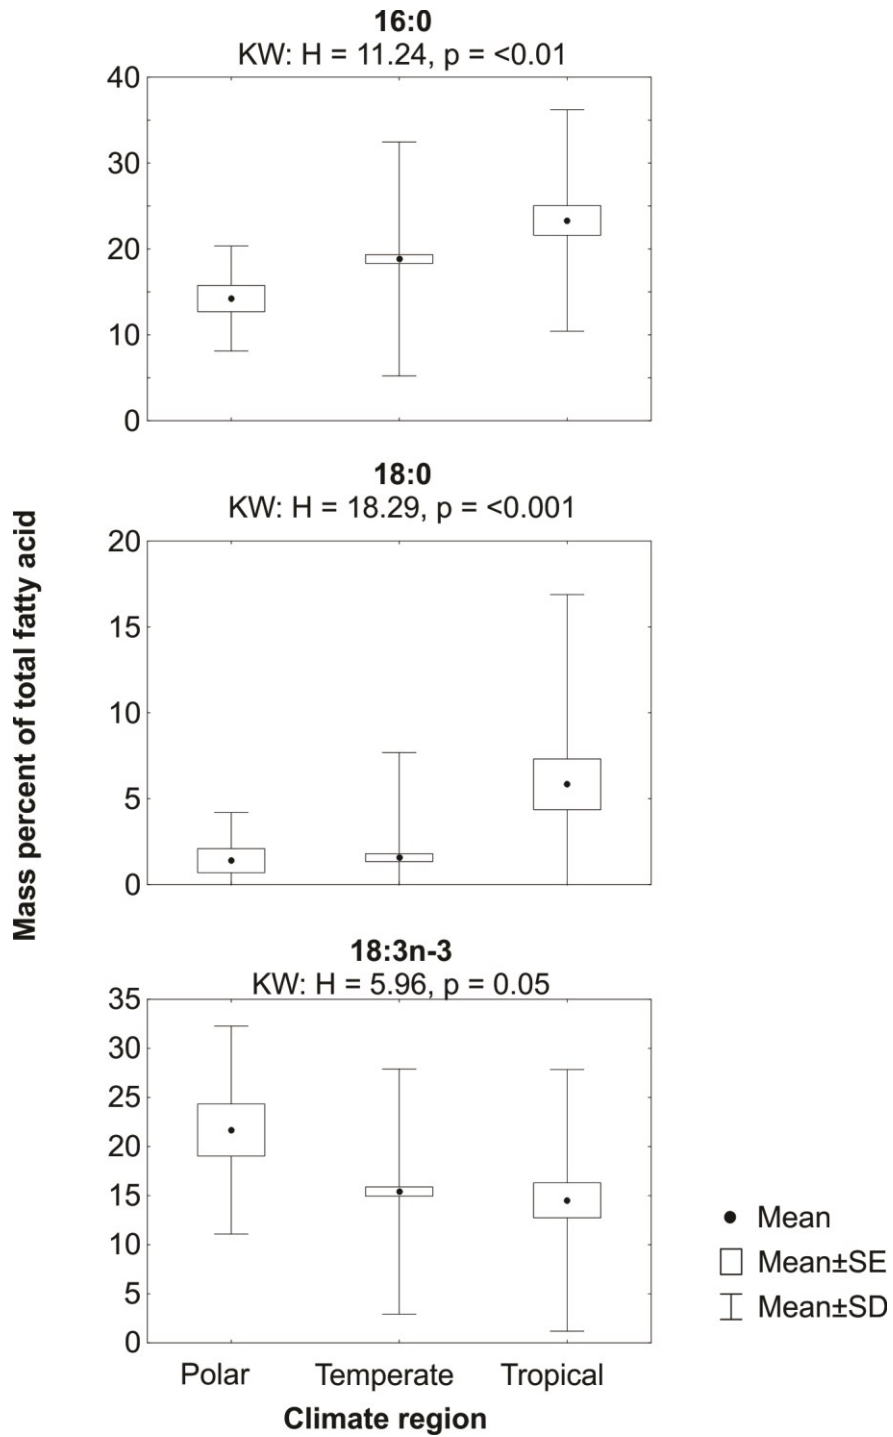 16:0
KW: H = 11.24, p = <0.01
40
30
20
10
0
18:0
KW: H = 18.29, p = <0.001
20
15
10
5
0
Mass percent of total fatty acid
18:3n-3
KW: H = 5.96, p = 0.05
35
30
25
20
15
10
5
0
Polar Temperate Tropical
Climate region
Mean
Mean±SE
Mean±SD